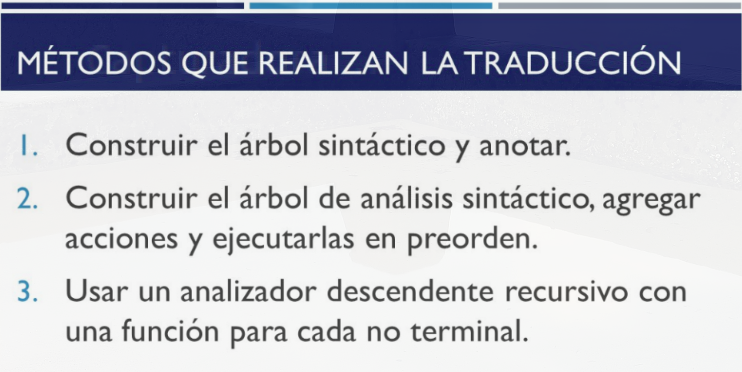 MÉTODOS QUE REALIZAN LA TRADUCCIÓN
1. Construir el árbol sintáctico y anotar.
2. Construir el árbol de análisis sintáctico, agregar
acciones y ejecutarlas en preorden.
3. Usar un analizador descendente recursivo con
una función para cada no terminal.